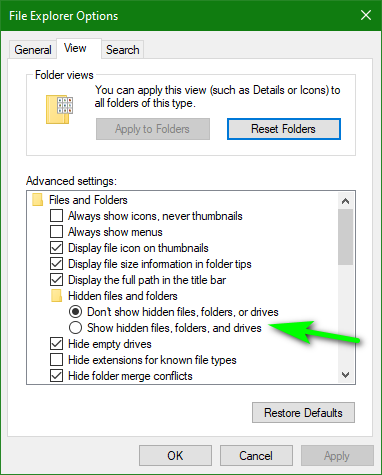 File Explorer Options
General View Search
Folder views
You can apply this view (such as Details or Icons) to
all folders of this type.
Apply to Folders Reset Folders
Advanced settings:
Files and Folders
Always show icons, never thumbnails
Always show menus
Display file icon on thumbnails
Display file size information in folder tips
Display the full path in the title bar
Hidden files and folders
Don't show hidden files, folders, or drives
Show hidden files, folders, and drives
Hide empty drives
Hide extensions for known file types
Hide folder merge conflicts
Restore Defaults
OK Cancel Apply